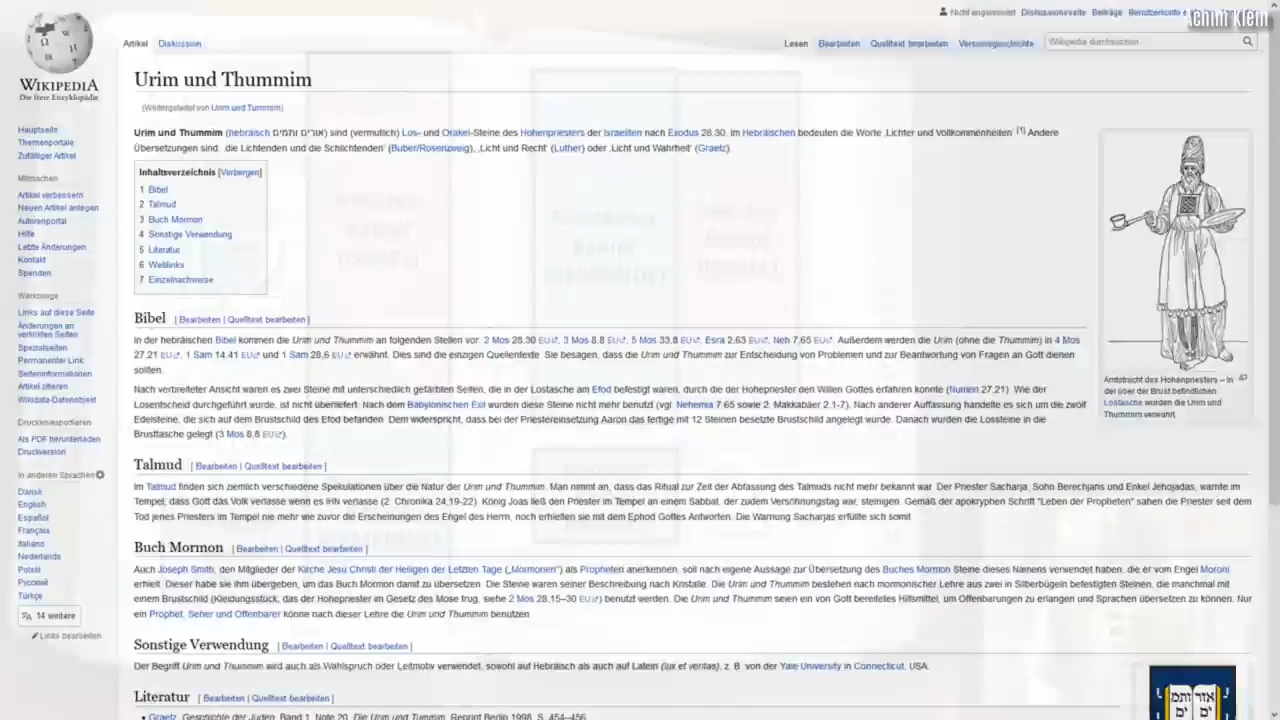 Nicht angemeldet Diskussionsseite Beiträge Benutzerkonto
Achim Klein
Artikel Diskussion
Lesen Bearbeiten Quelltext bearbeiten Versionsgeschichte
Wikipedia durchsuchen
WIKIPEDIA
Die freie Enzyklopädie
Hauptseite
Themenportale
Zufälliger Artikel
Mitmachen
Artikel verbessern
Neuen Artikel anlegen
Autorenportal
Hilfe
Letzte Änderungen
Kontakt
Spenden
Werkzeuge
Links auf diese Seite
Änderungen an
verlinkten Seiten
Spezialseiten
Permanenter Link
Seiteninformationen
Artikel zitieren
Wikidata-Datenobjekt
Drucken/exportieren
Als PDF herunterladen
Druckversion
In anderen Sprachen
Dansk
English
Español
Français
Italiano
Nederlands
Polski
Русский
Türkçe
14 weitere
Links bearbeiten
Urim und Thummim
(Weitergeleitet von Urim und Tummim)
Urim und Thummim (hebräisch אורים ותמים) sind (vermutlich) Los- und Orakel-Steine des Hohenpriesters der Israeliten nach Exodus 28.30. Im Hebräischen bedeuten die Worte ‚Lichter und Vollkommenheiten'.[1] Andere
Übersetzungen sind: ‚die Lichtenden und die Schlichtenden' (Buber/Rosenzweig), ‚Licht und Recht' (Luther) oder ‚Licht und Wahrheit' (Graetz).
Inhaltsverzeichnis [Verbergen]
1 Bibel
2 Talmud
3 Buch Mormon
4 Sonstige Verwendung
5 Literatur
6 Weblinks
7 Einzelnachweise
Amtstracht des Hohenpriesters – in
der über der Brust befindlichen
Lostasche wurden die Urim und
Thummim verwahrt.
Bibel [ Bearbeiten | Quelltext bearbeiten ]
In der hebräischen Bibel kommen die Urim und Thummim an folgenden Stellen vor: 2 Mos 28,30 EU, 3 Mos 8,8 EU, 5 Mos 33,8 EU, Esra 2,63 EU, Neh 7,65 EU. Außerdem werden die Urim (ohne die Thummim) in 4 Mos
27,21 EU, 1 Sam 14,41 EU und 1 Sam 28,6 EU erwähnt. Dies sind die einzigen Quellentexte. Sie besagen, dass die Urim und Thummim zur Entscheidung von Problemen und zur Beantwortung von Fragen an Gott dienen
sollten.
Nach verbreiteter Ansicht waren es zwei Steine mit unterschiedlich gefärbten Seiten, die in der Lostasche am Efod befestigt waren, durch die der Hohepriester den Willen Gottes erfahren konnte (Numeri 27,21). Wie der
Losentscheid durchgeführt wurde, ist nicht überliefert. Nach dem Babylonischen Exil wurden diese Steine nicht mehr benutzt (vgl. Nehemia 7,65 sowie 2. Makkabäer 2,1-7). Nach anderer Auffassung handelte es sich um die zwölf
Edelsteine, die sich auf dem Brustschild des Efod befanden. Dem widerspricht, dass bei der Priestereinsetzung Aaron das fertige mit 12 Steinen besetzte Brustschild angelegt wurde. Danach wurden die Lossteine in die
Brusttasche gelegt (3 Mos 8,8 EU).
Talmud [ Bearbeiten | Quelltext bearbeiten ]
Im Talmud finden sich ziemlich verschiedene Spekulationen über die Natur der Urim und Thummim. Man nimmt an, dass das Ritual zur Zeit der Abfassung des Talmuds nicht mehr bekannt war. Der Priester Sacharja, Sohn Berechjahs und Enkel Jehojadas, warnte im
Tempel, dass Gott das Volk verlasse wenn es IHN verlasse (2. Chronika 24,19-22). König Joas ließ den Priester im Tempel an einem Sabbat, der zudem Versöhnungstag war, steinigen. Gemäß der apokryphen Schrift "Leben der Propheten" sahen die Priester seit dem
Tod jenes Priesters im Tempel nie mehr wie zuvor die Erscheinungen des Engel des Herrn, noch erhielten sie mit dem Ephod Gottes Antworten. Die Warnung Sacharjas erfüllte sich somit.
Buch Mormon [ Bearbeiten | Quelltext bearbeiten ]
Auch Joseph Smith, den Mitglieder der Kirche Jesu Christi der Heiligen der Letzten Tage („Mormonen") als Propheten anerkennen, soll nach eigene Aussage zur Übersetzung des Buches Mormon Steine dieses Namens verwendet haben, die er vom Engel Moroni
erhielt. Dieser habe sie ihm übergeben, um das Buch Mormon damit zu übersetzen. Die Steine waren seiner Beschreibung nach Kristalle. Die Urim und Thummim bestehen nach mormonischer Lehre aus zwei in Silberbügeln befestigten Steinen, die manchmal mit
einem Brustschild (Kleidungsstück, das der Hohepriester im Gesetz des Mose trug, siehe 2 Mos 28,15–30 EU) benutzt werden. Die Urim und Thummim seien ein von Gott bereitetes Hilfsmittel, um Offenbarungen zu erlangen und Sprachen übersetzen zu können. Nur
ein Prophet, Seher und Offenbarer könne nach dieser Lehre die Urim und Thummim benutzen.
Sonstige Verwendung [ Bearbeiten | Quelltext bearbeiten ]
Der Begriff Urim und Thummim wird auch als Wahlspruch oder Leitmotiv verwendet, sowohl auf Hebräisch als auch auf Latein (lux et veritas), z. B. von der Yale University in Connecticut, USA.
Literatur [ Bearbeiten | Quelltext bearbeiten ]
• Graetz, Geschichte der Juden, Band 1, Note 20, Die Urim und Tummim, Reprint Berlin 1998, S. 454–456.
אור ותמ
ים ים